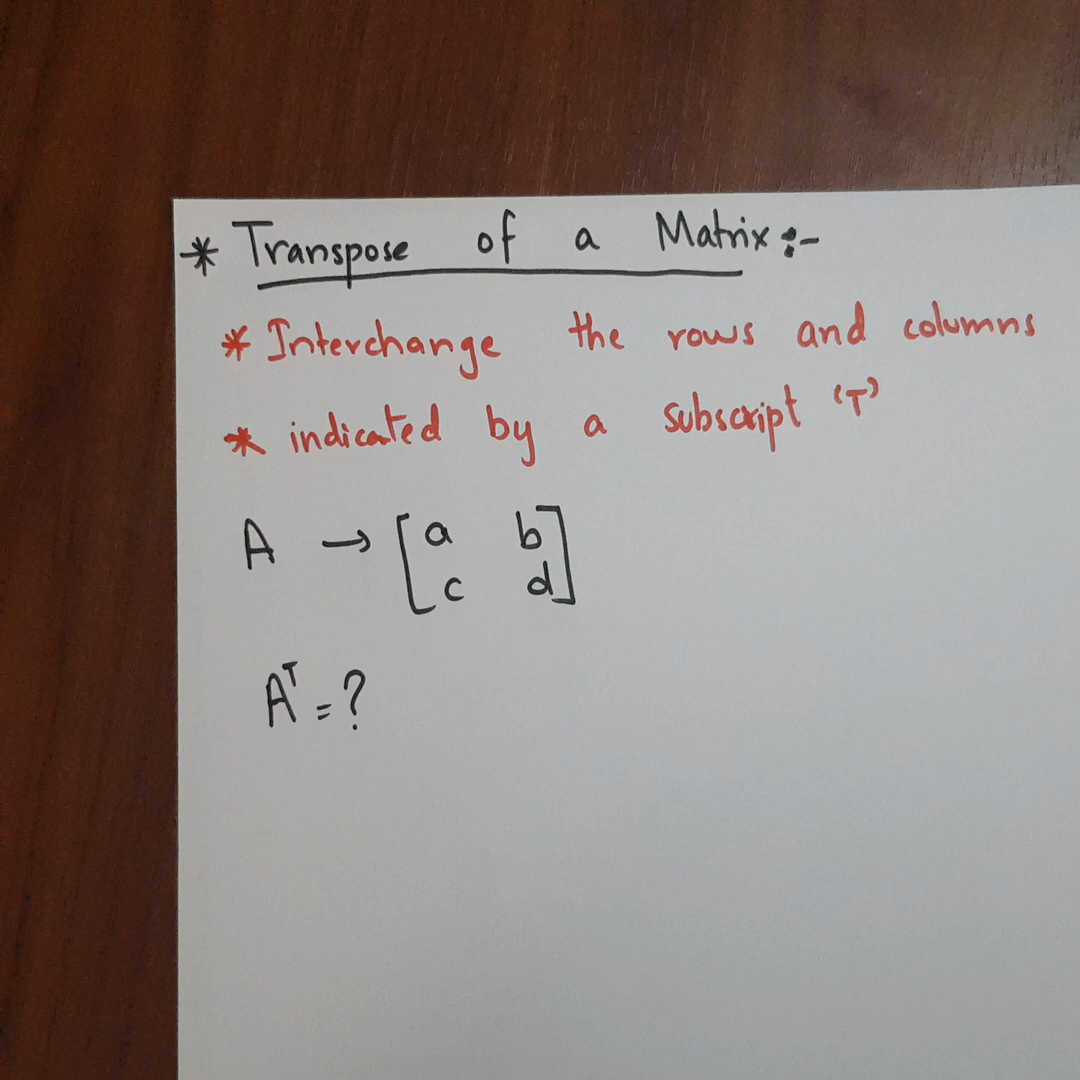 * Transpose of a Matrix :-
* Interchange the rows and columns
* indicated by a subscript 'T'
A → [a b
c d]
Aᵀ = ?